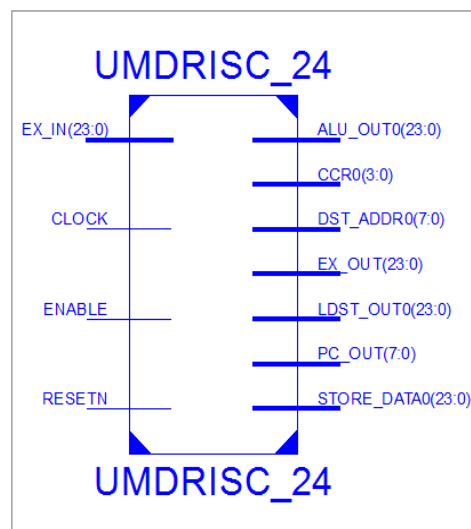 UMDRISC_24
EX_IN(23:0)
ALU_OUT0(23:0)
CCR0(3:0)
CLOCK
DST_ADDR0(7:0)
EX_OUT(23:0)
ENABLE
LDST_OUT0(23:0)
PC_OUT(7:0)
RESETN
STORE_DATA0(23:0)
UMDRISC_24